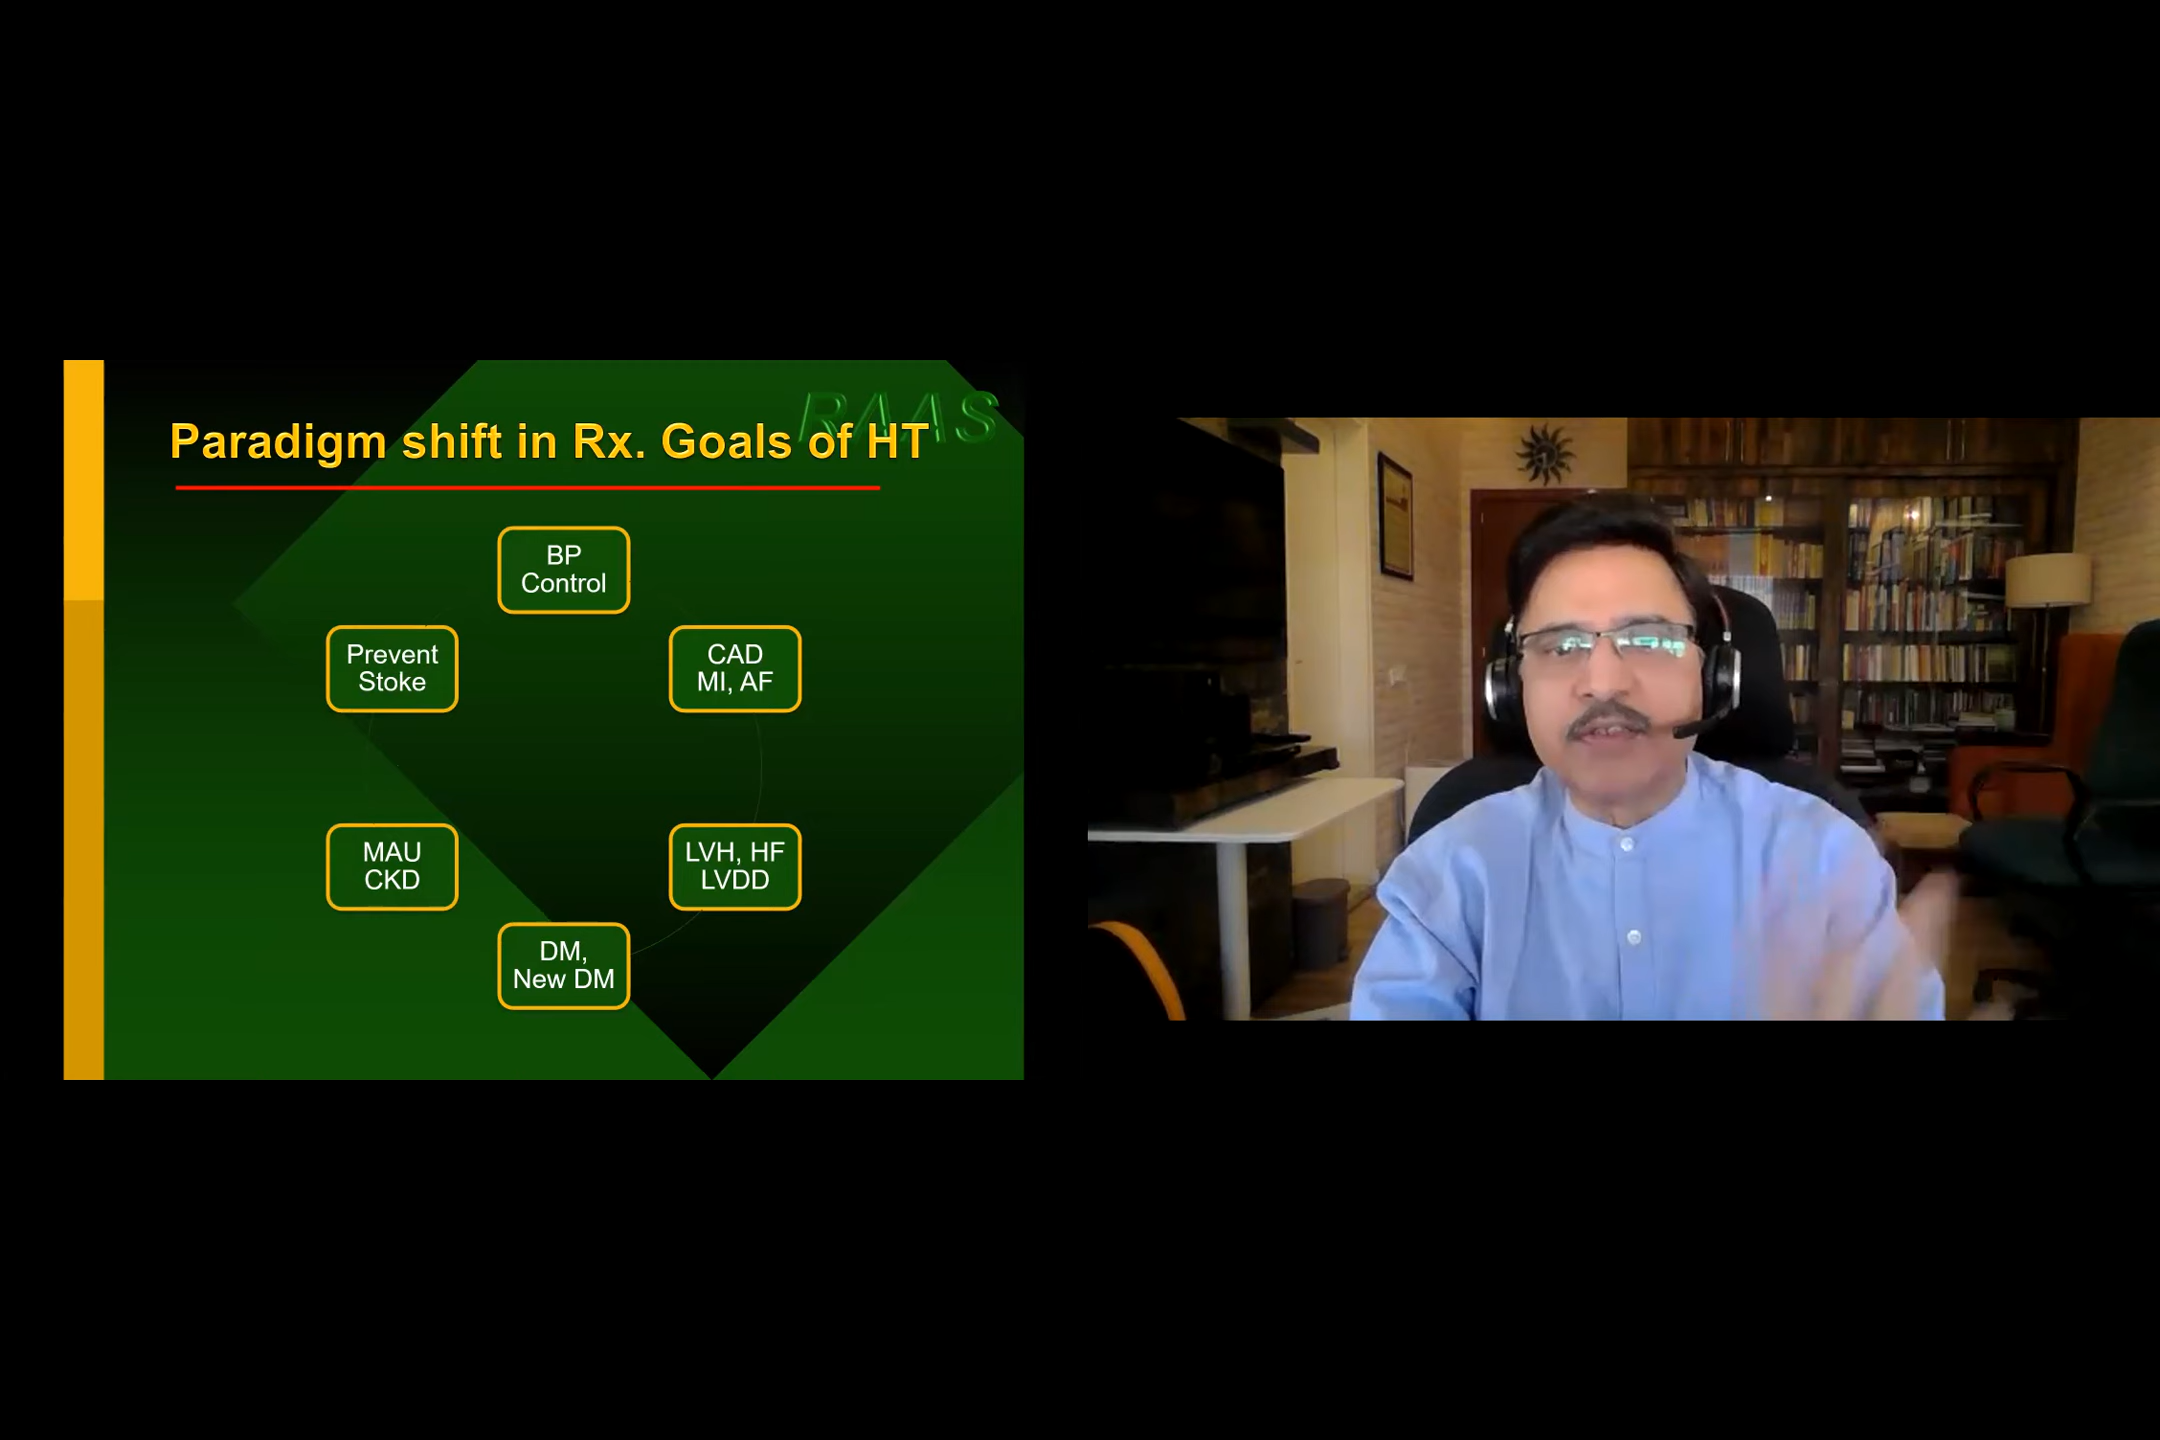 RAAS
Paradigm shift in Rx. Goals of HT
BP
Control
Prevent
Stoke
CAD
MI, AF
MAU
CKD
LVH, HF
LVDD
DM,
New DM